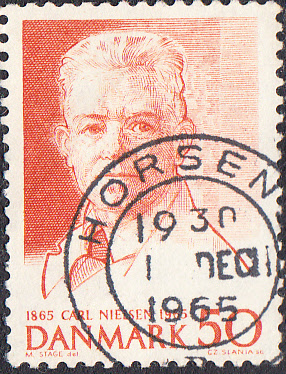 HORSEN
1930
1 DEC
1965
1865 CARL NIELSEN 1965
DANMARK 50
M. STAGE del.
CZ. SLANIA sc.